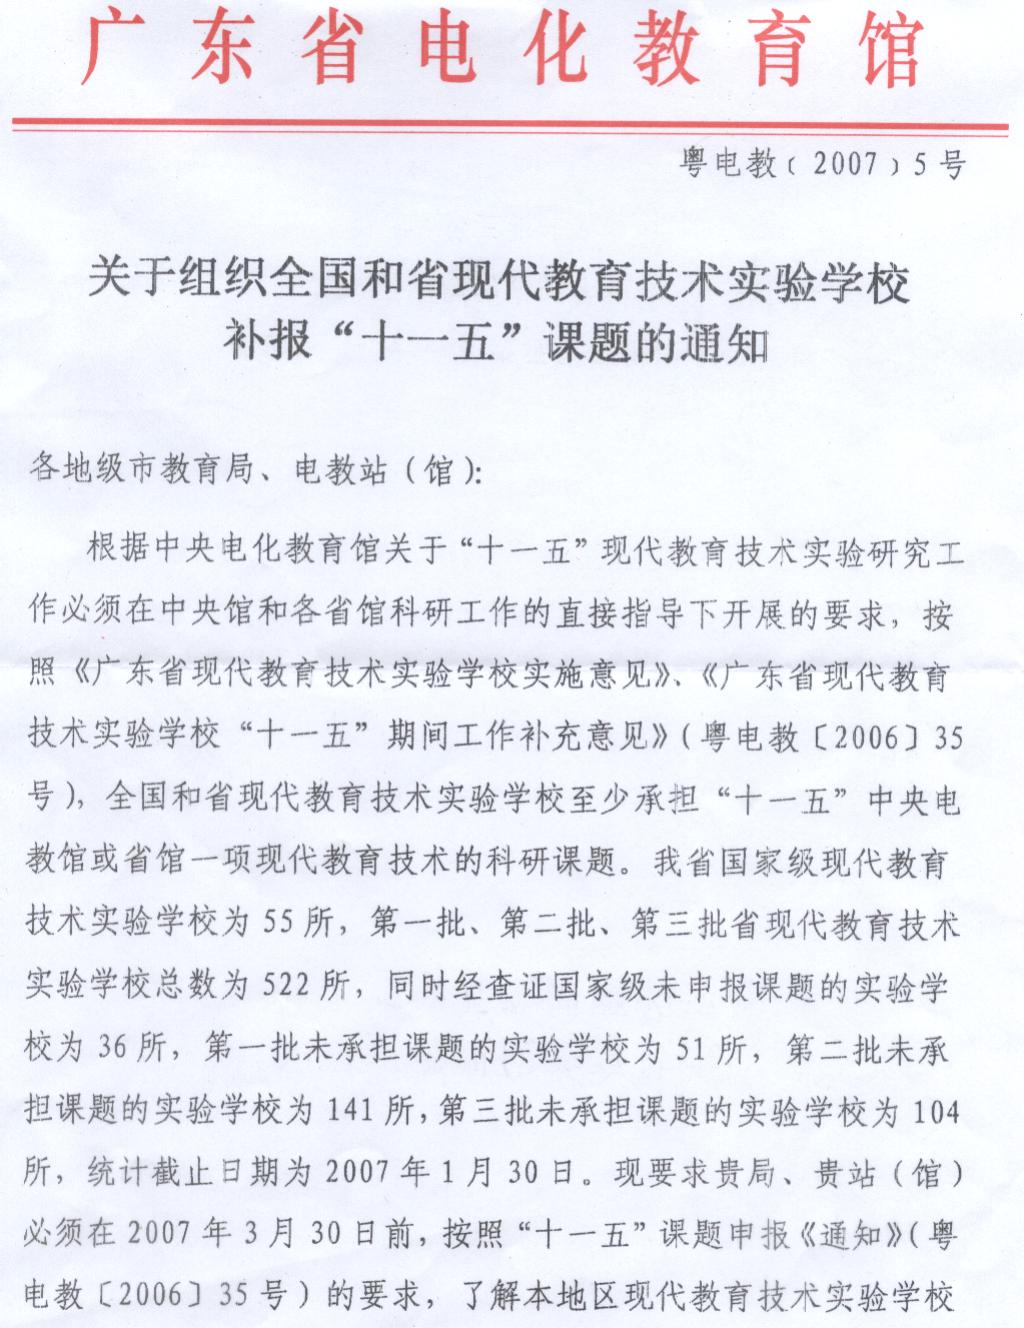 广东省电化教育馆
粤电教﹝2007﹞5号
关于组织全国和省现代教育技术实验学校
补报“十一五”课题的通知
各地级市教育局、电教站（馆）：
根据中央电化教育馆关于“十一五”现代教育技术实验研究工
作必须在中央馆和各省馆科研工作的直接指导下开展的要求，按
照《广东省现代教育技术实验学校实施意见》、《广东省现代教育
技术实验学校“十一五”期间工作补充意见》（粤电教〔2006〕35
号），全国和省现代教育技术实验学校至少承担“十一五”中央电
教馆或省馆一项现代教育技术的科研课题。我省国家级现代教育
技术实验学校为55所，第一批、第二批、第三批省现代教育技术
实验学校总数为522所，同时经查证国家级未申报课题的实验学
校为36所，第一批未承担课题的实验学校为51所，第二批未承
担课题的实验学校为141所，第三批未承担课题的实验学校为104
所，统计截止日期为2007年1月30日。现要求贵局、贵站（馆）
必须在2007年3月30日前，按照“十一五”课题申报《通知》（粤
电教〔2006〕35号）的要求，了解本地区现代教育技术实验学校